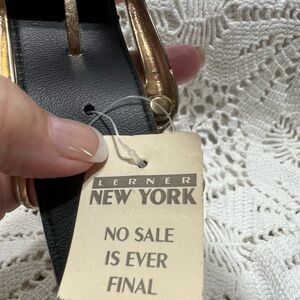 LERNER
NEW YORK
NO SALE
IS EVER
FINAL